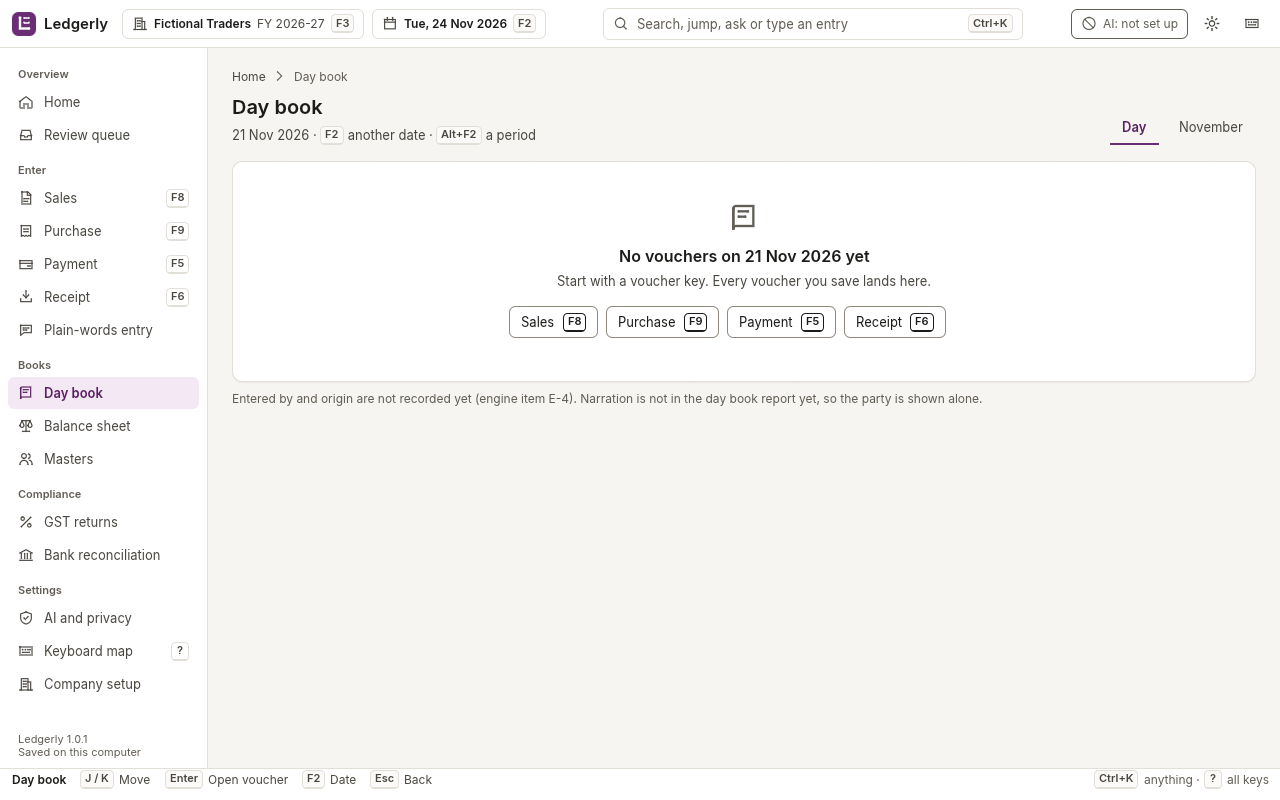 Ledgerly
Fictional Traders FY 2026-27 F3
Tue, 24 Nov 2026 F2
Search, jump, ask or type an entry Ctrl+K
AI: not set up
Overview
Home
Review queue
Enter
Sales F8
Purchase F9
Payment F5
Receipt F6
Plain-words entry
Books
Day book
Balance sheet
Masters
Compliance
GST returns
Bank reconciliation
Settings
AI and privacy
Keyboard map ?
Company setup
Ledgerly 1.0.1
Saved on this computer
Home > Day book
Day book
21 Nov 2026 · F2 another date · Alt+F2 a period
Day November
No vouchers on 21 Nov 2026 yet
Start with a voucher key. Every voucher you save lands here.
Sales F8 Purchase F9 Payment F5 Receipt F6
Entered by and origin are not recorded yet (engine item E-4). Narration is not in the day book report yet, so the party is shown alone.
Day book J / K Move Enter Open voucher F2 Date Esc Back Ctrl+K anything · ? all keys